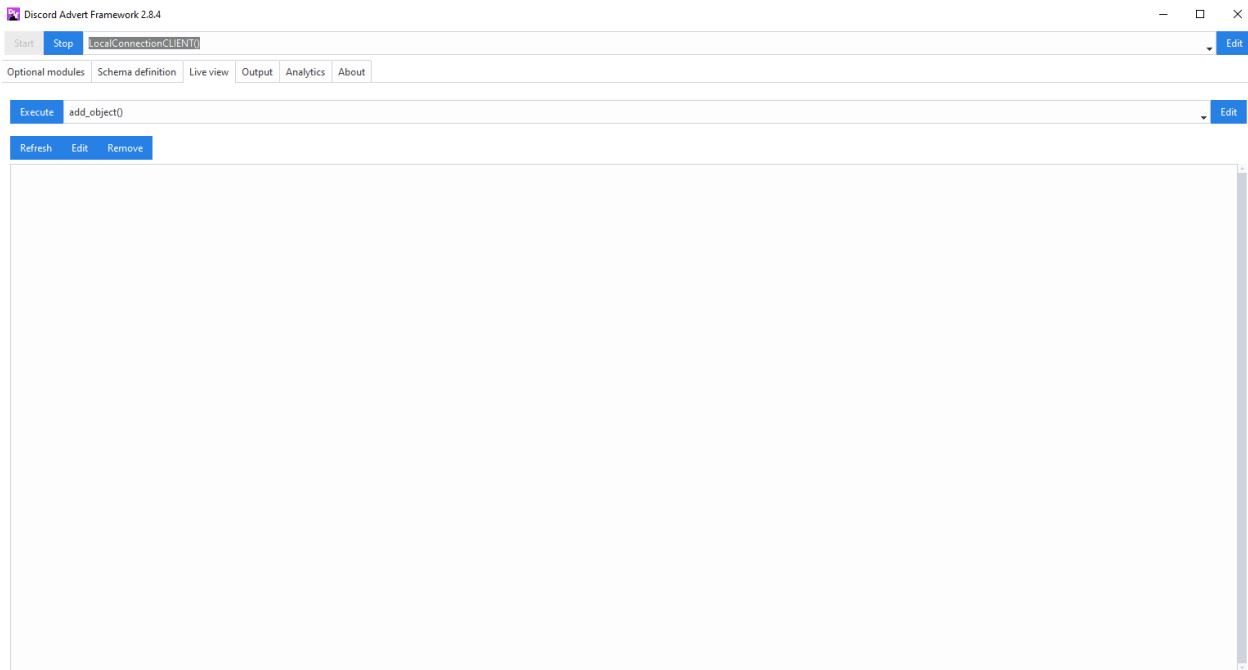 Discord Advert Framework 2.8.4
Start Stop LocalConnectionCLIENT() Edit
Optional modules Schema definition Live view Output Analytics About
Execute add_object() Edit
Refresh Edit Remove